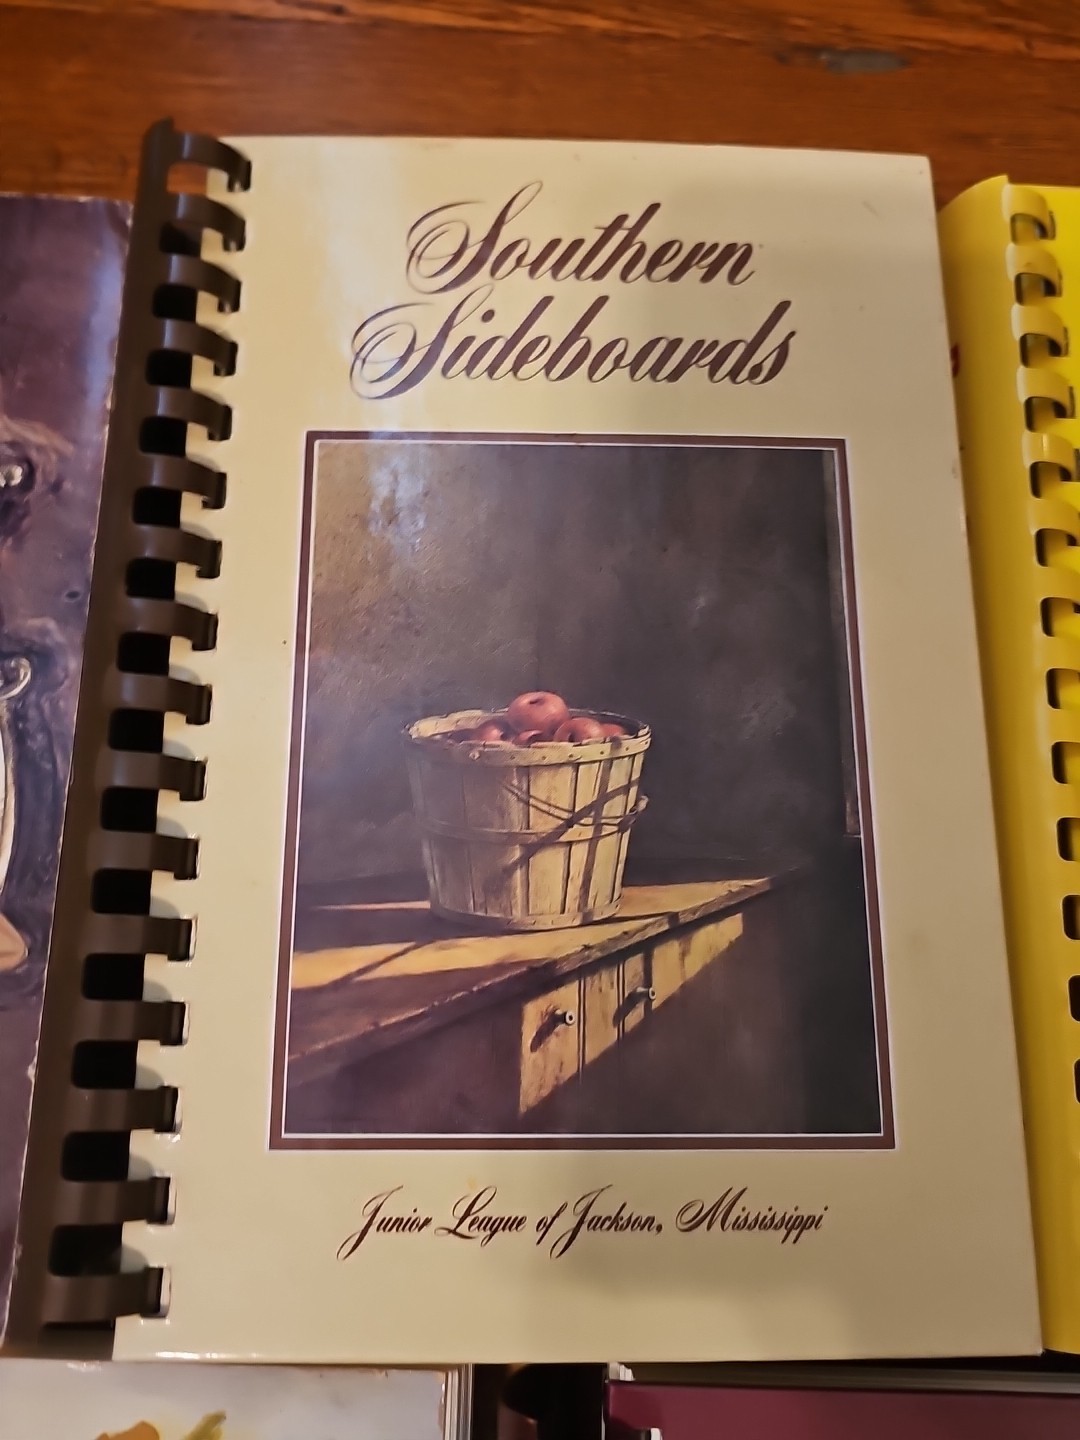 Southern
Sideboards
Junior League of Jackson, Mississippi